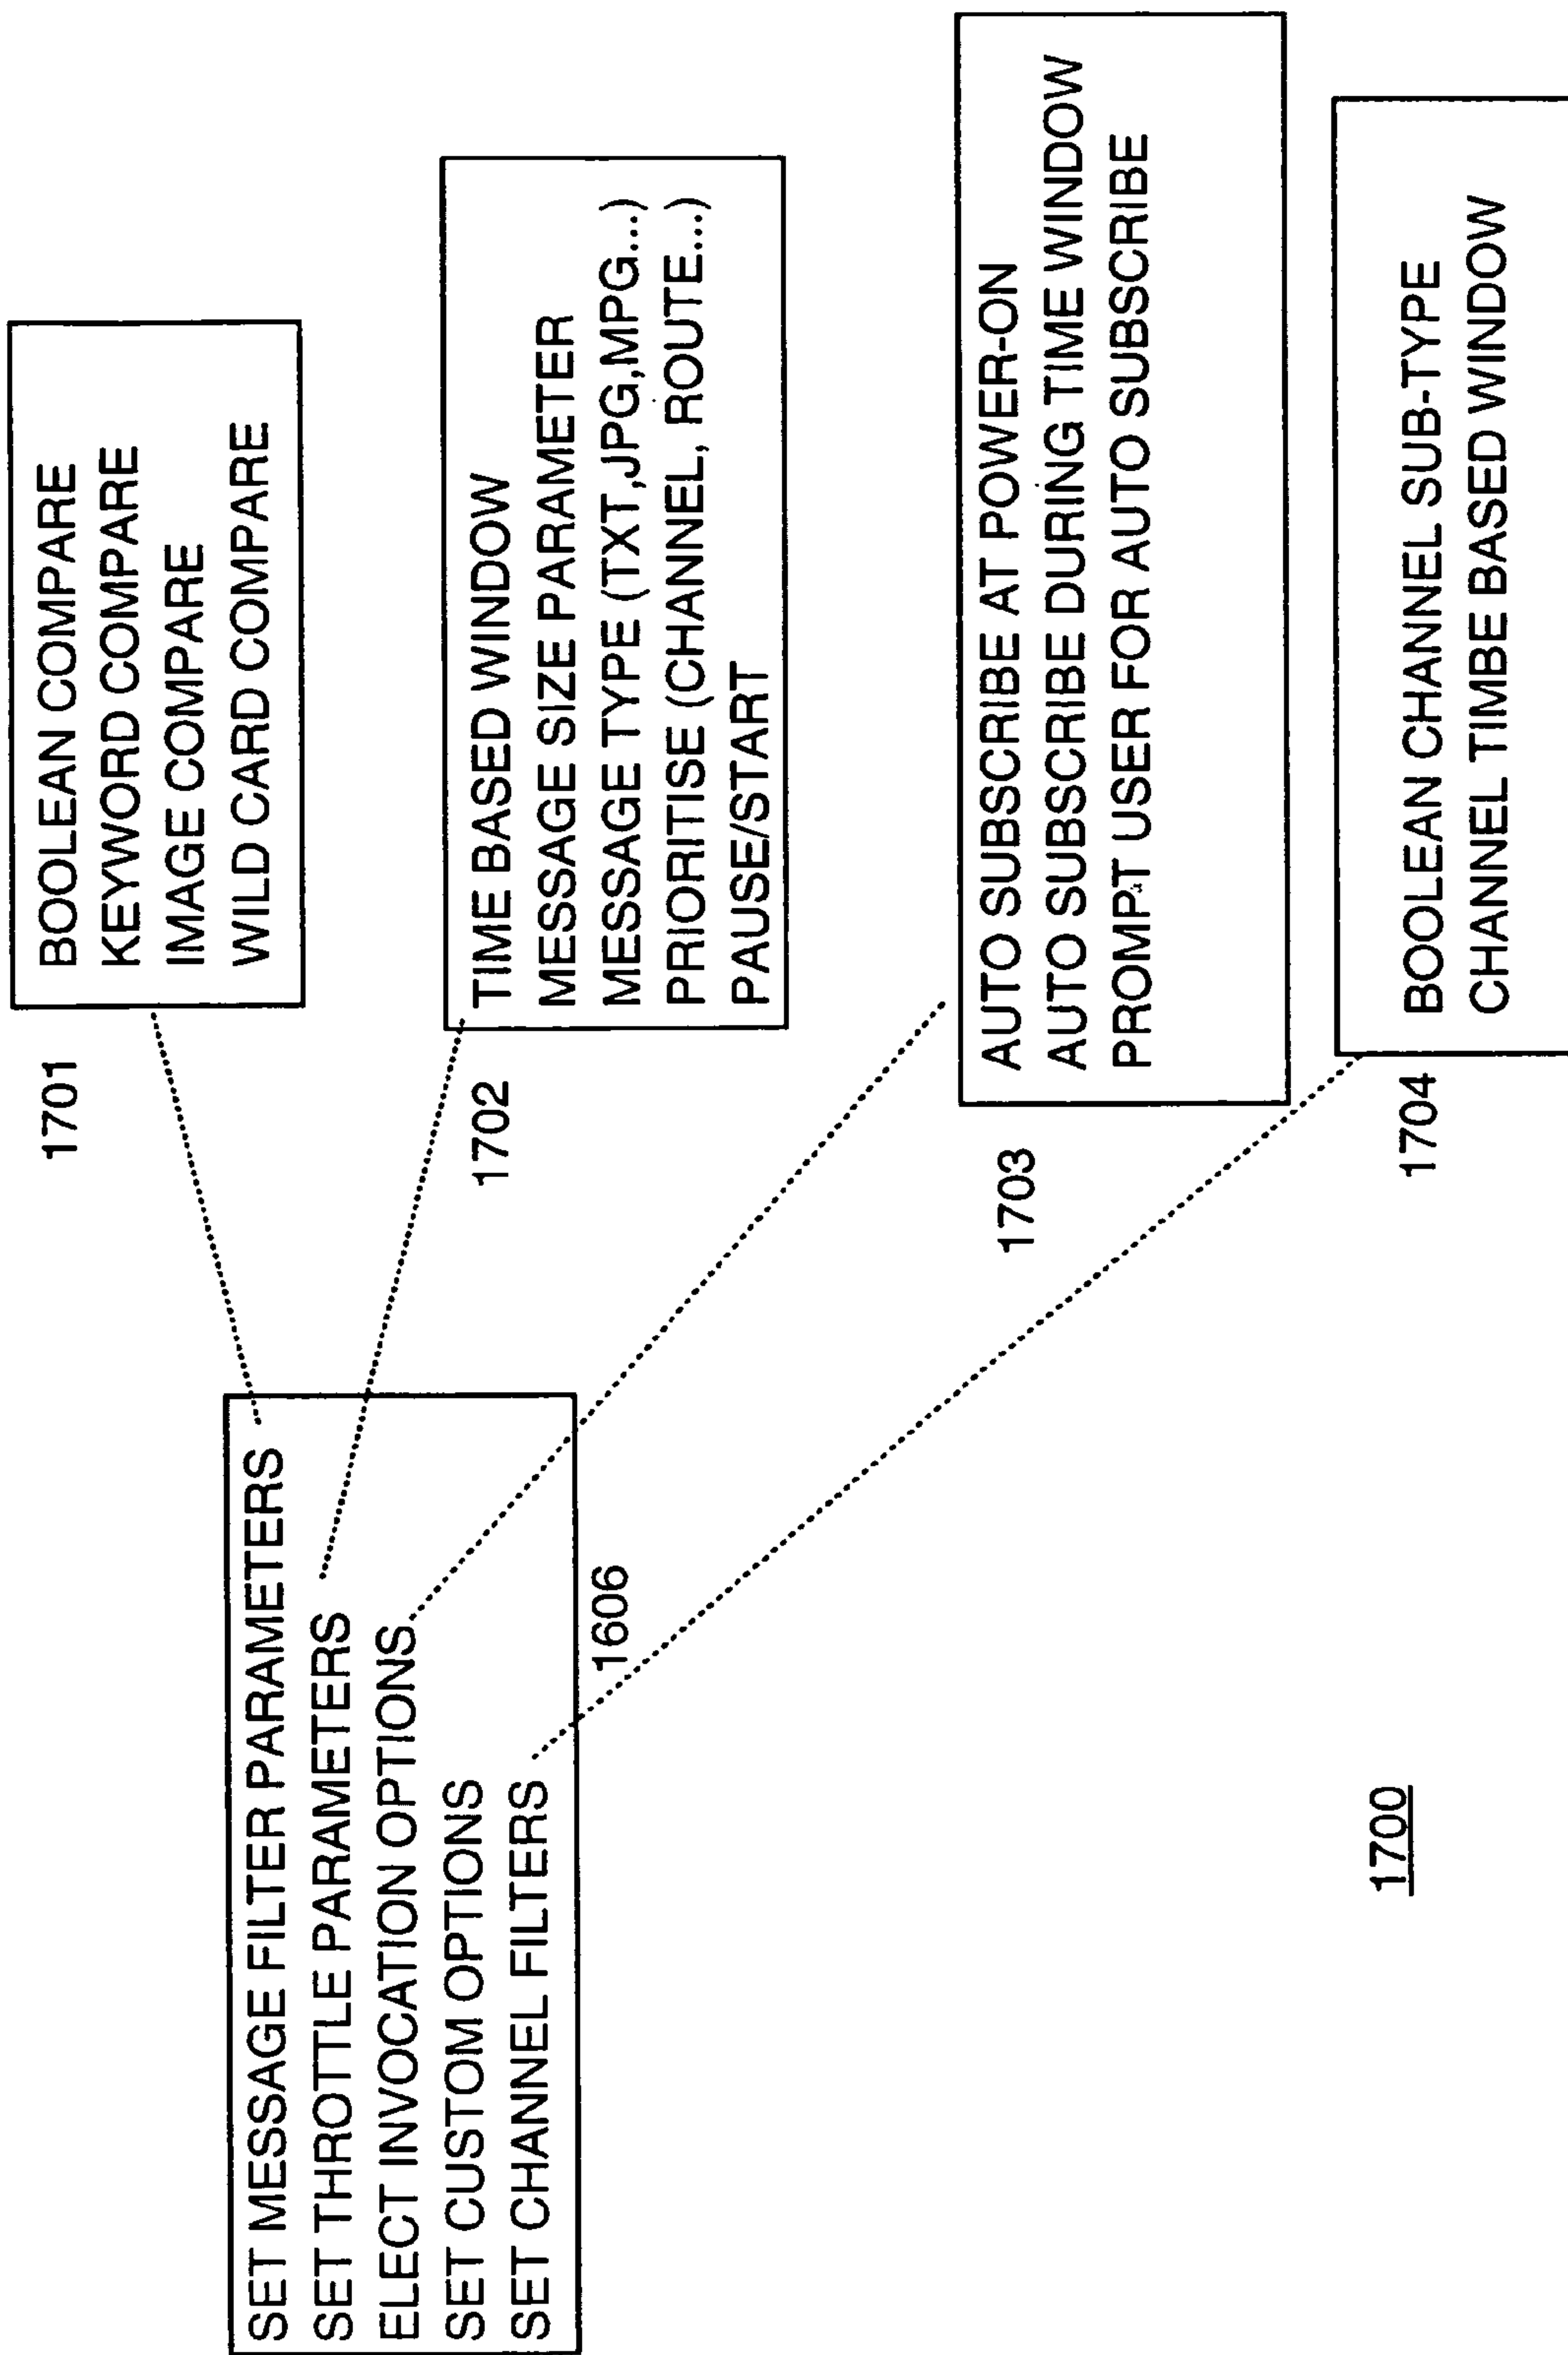 SET MESSAGE FILTER PARAMETERS
SET THROTTLE PARAMETERS
ELECT INVOCATION OPTIONS
SET CUSTOM OPTIONS
SET CHANNEL FILTERS
1606
1701
BOOLEAN COMPARE
KEYWORD COMPARE
IMAGE COMPARE
WILD CARD COMPARE
1702
TIME BASED WINDOW
MESSAGE SIZE PARAMETER
MESSAGE TYPE (TXT,JPG,MPG...)
PRIORITISE (CHANNEL, ROUTE...)
PAUSE/START
1703
AUTO SUBSCRIBE AT POWER-ON
AUTO SUBSCRIBE DURING TIME WINDOW
PROMPT USER FOR AUTO SUBSCRIBE
1704
BOOLEAN CHANNEL SUB-TYPE
CHANNEL TIMBE BASED WINDOW
1700